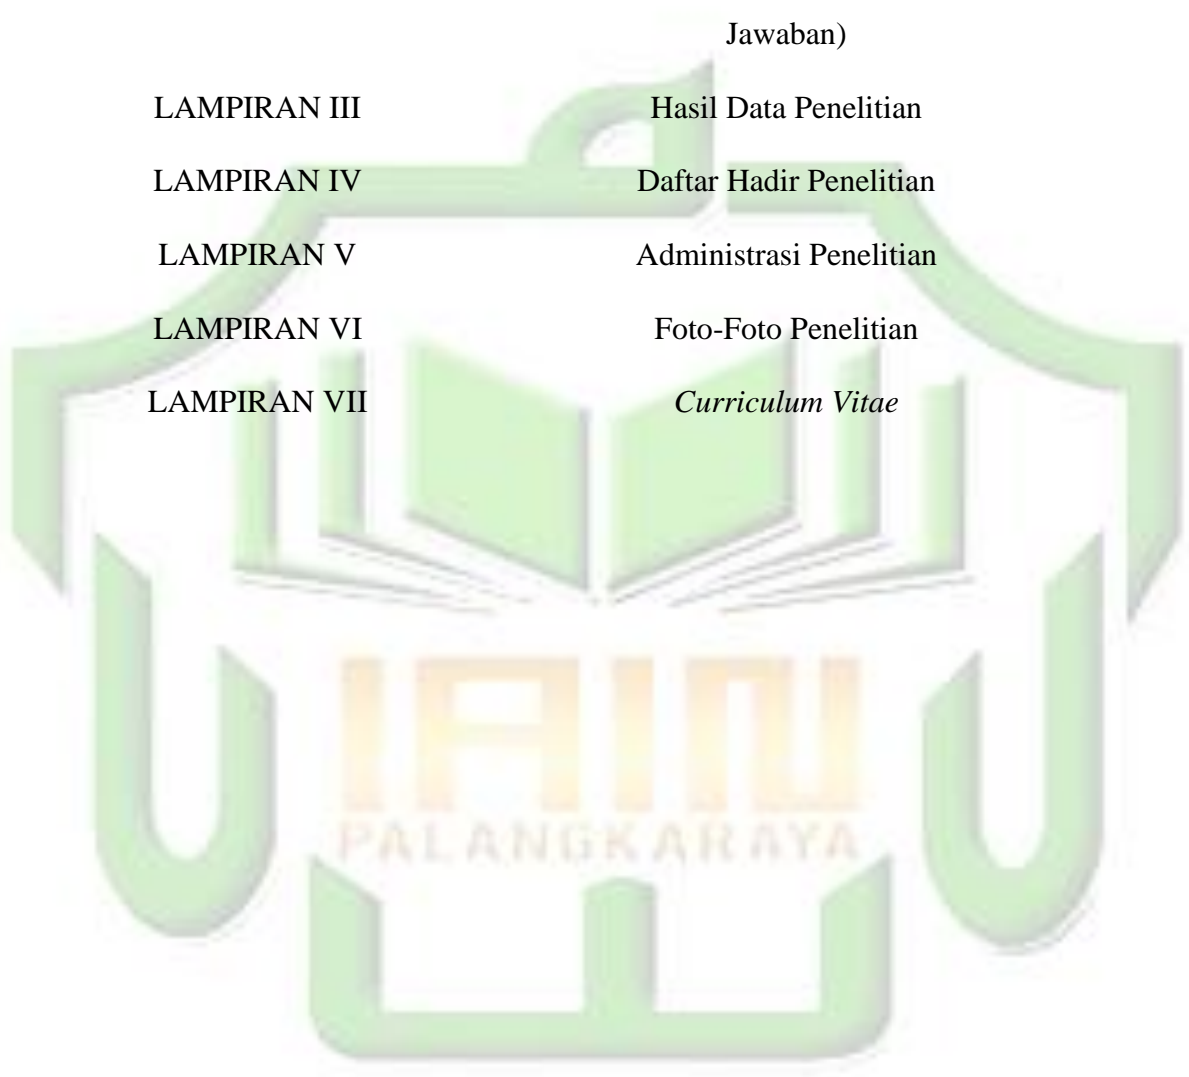 Jawaban)
LAMPIRAN III Hasil Data Penelitian
LAMPIRAN IV Daftar Hadir Penelitian
LAMPIRAN V Administrasi Penelitian
LAMPIRAN VI Foto-Foto Penelitian
LAMPIRAN VII Curriculum Vitae
IAIN
PALANGKARAYA